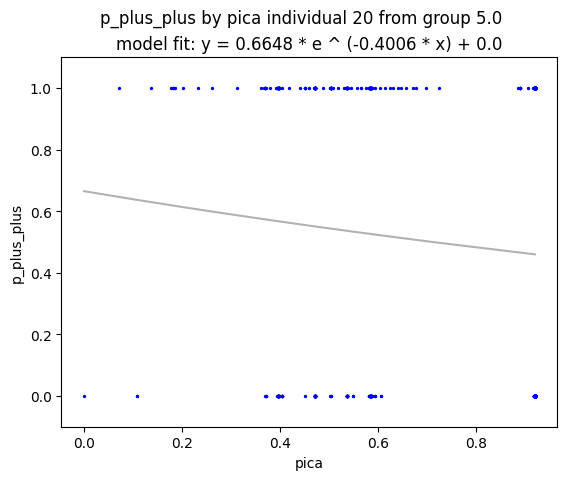 p_plus_plus by pica individual 20 from group 5.0
model fit: y = 0.6648 * e ^ (-0.4006 * x) + 0.0
1.0
0.8
0.6
0.4
0.2
0.0
p_plus_plus
0.0 0.2 0.4 0.6 0.8
pica